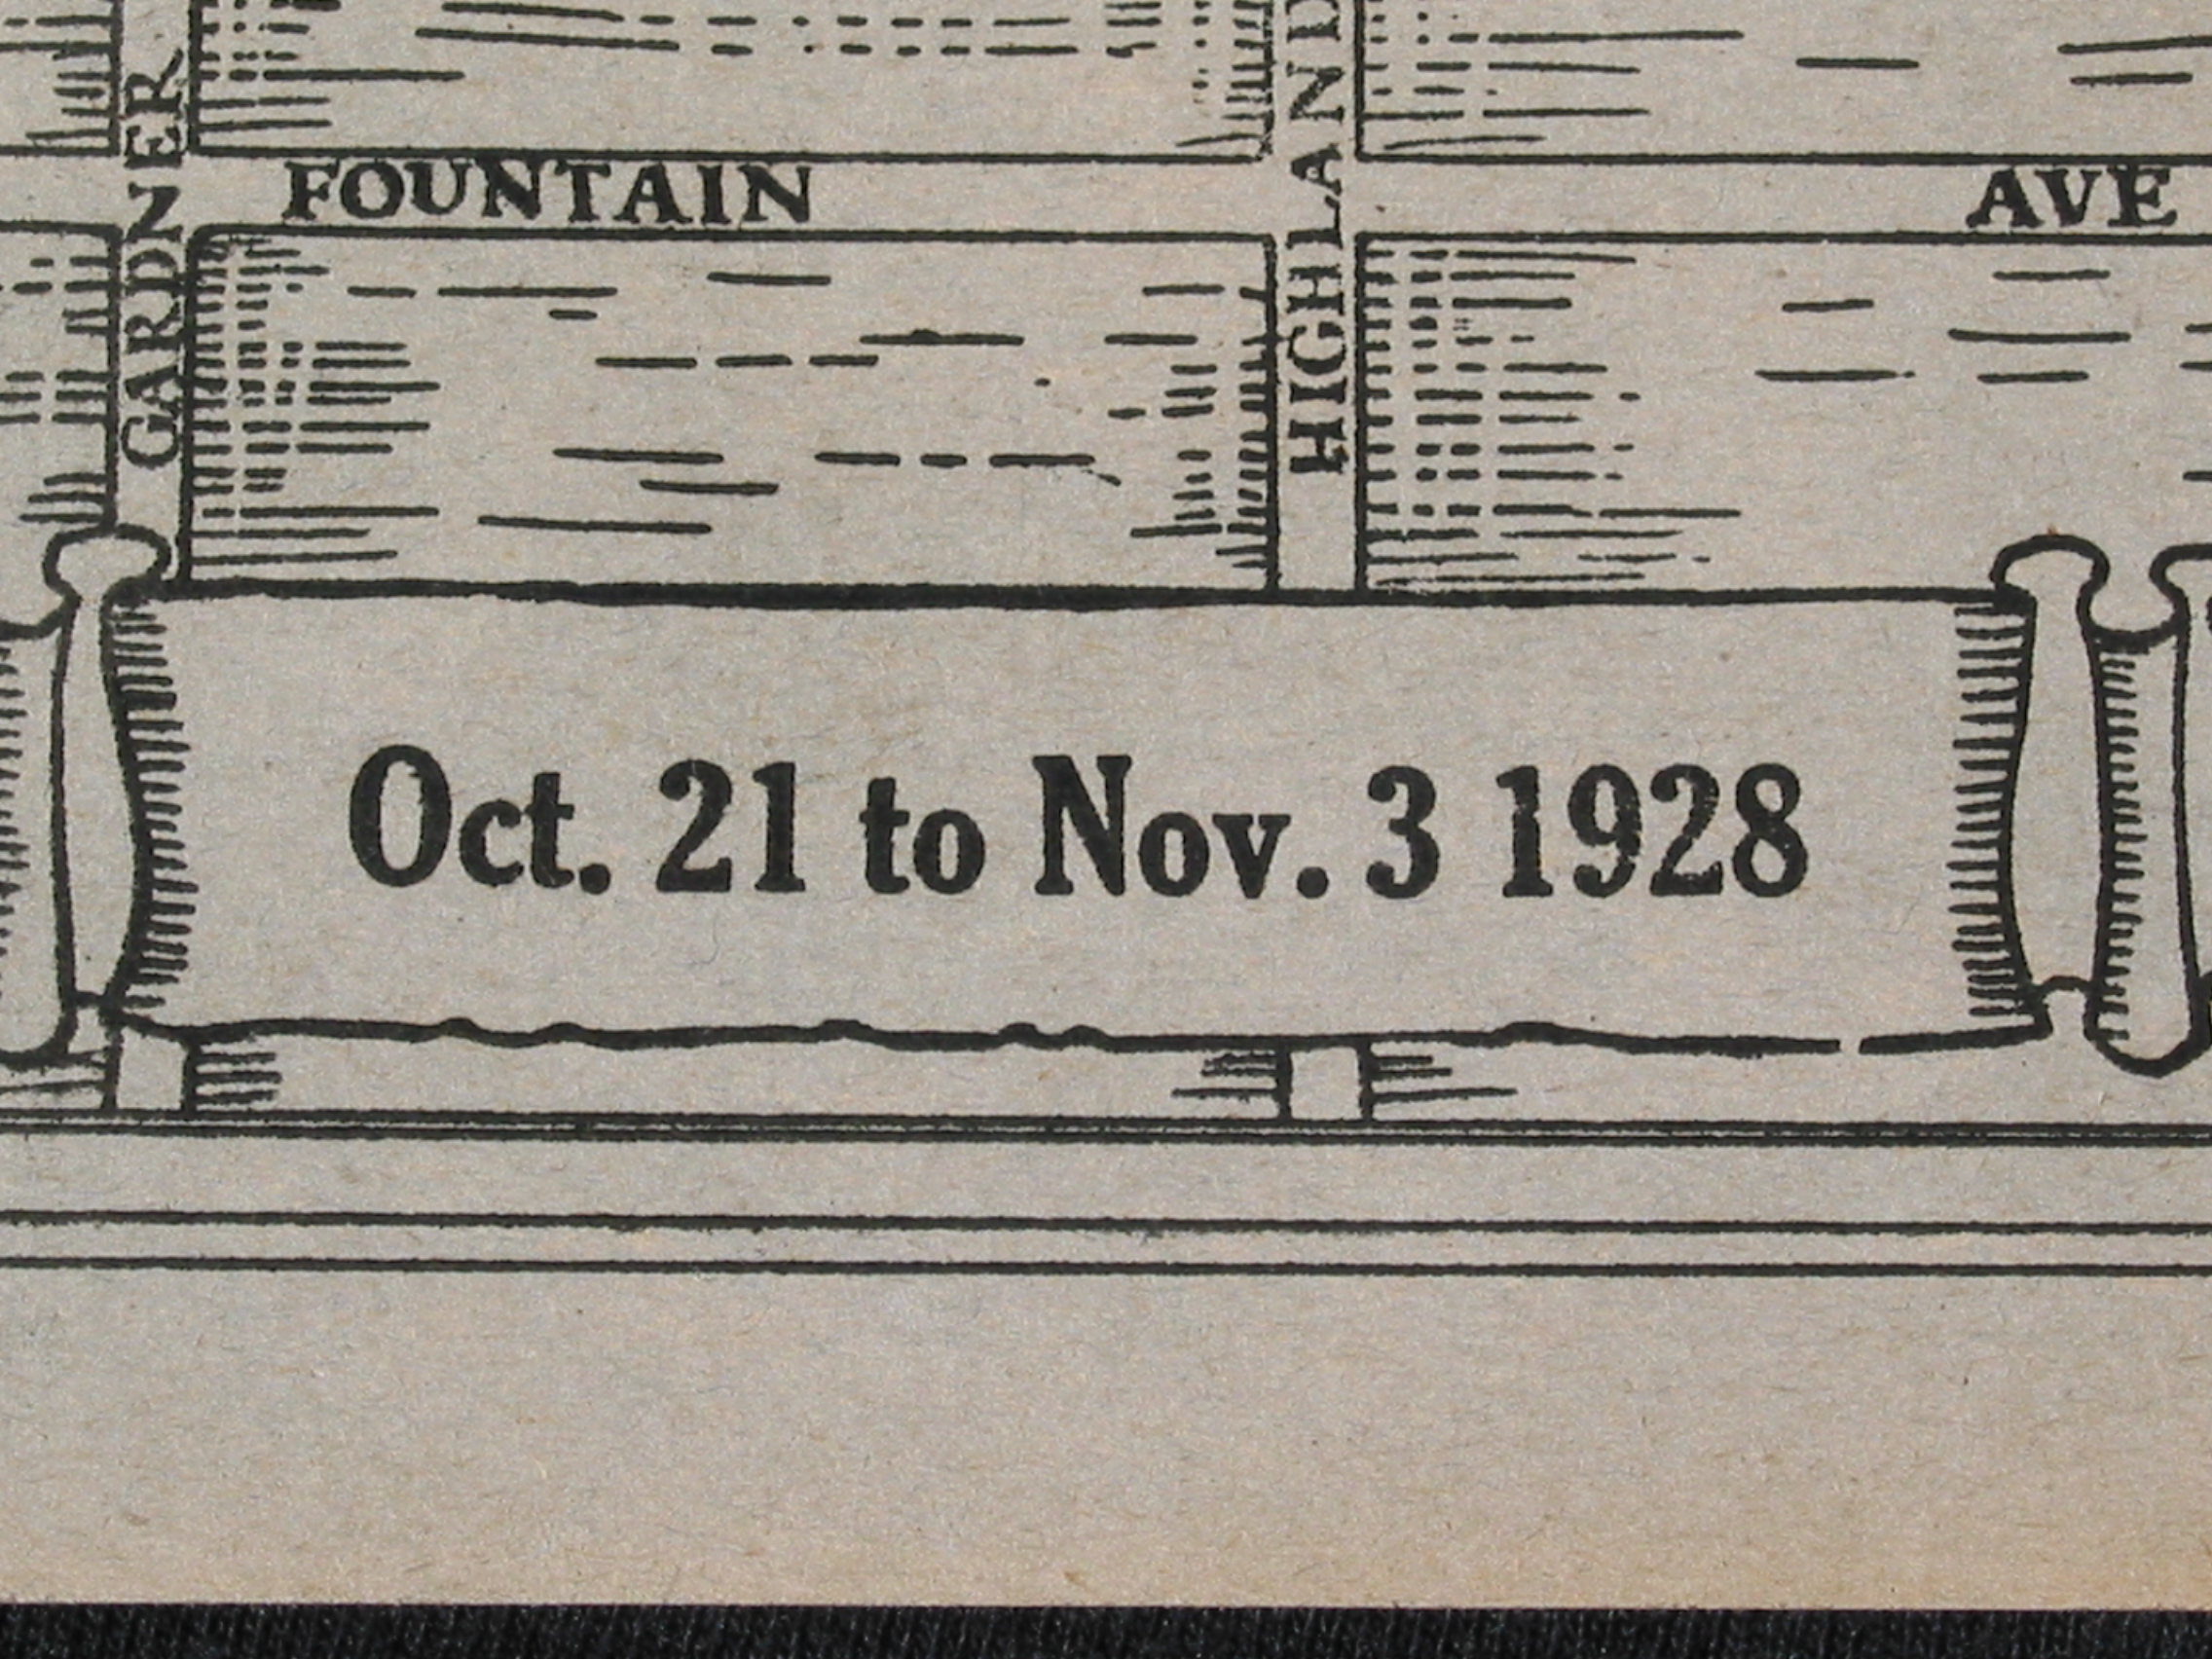 GARDNER
HIGHLAND
FOUNTAIN AVE
Oct. 21 to Nov. 3 1928